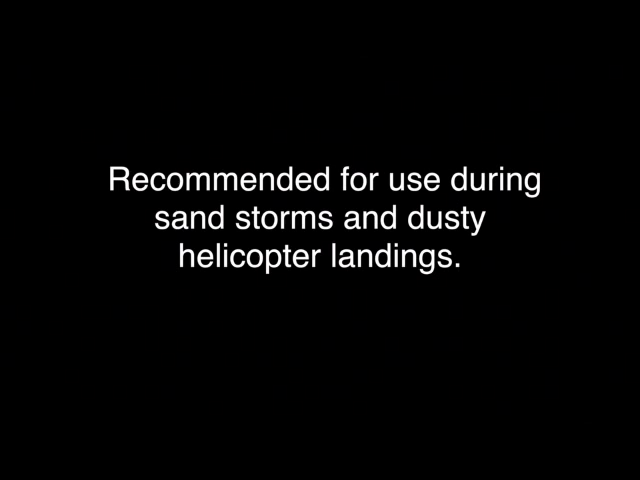 Recommended for use during
sand storms and dusty
helicopter landings.